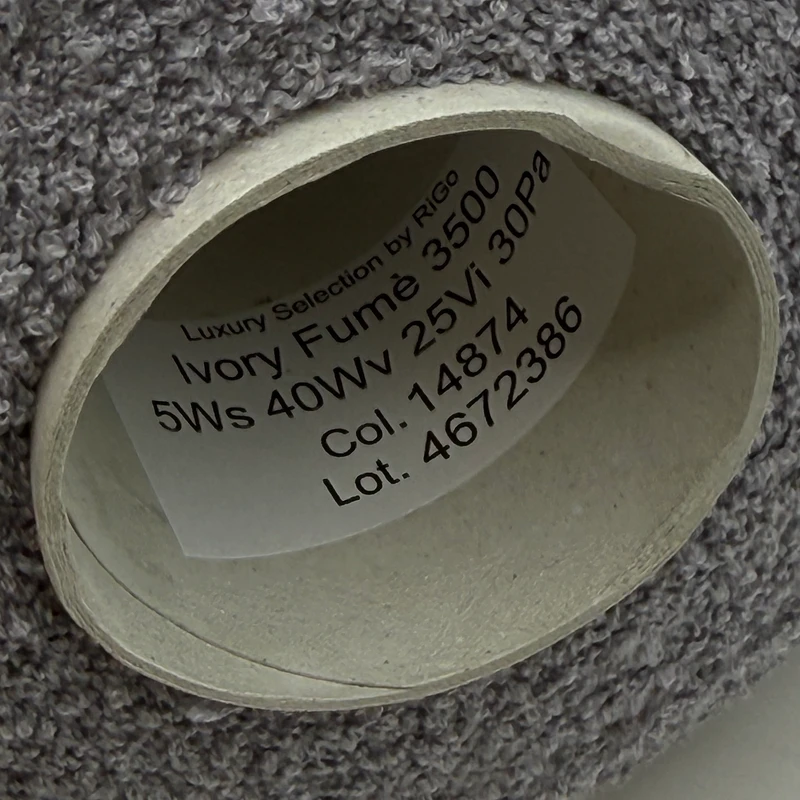 Luxury Selection by RiGo
Ivory Fumè 3500
5Ws 40Wv 25Vi 30Pa
Col. 14874
Lot. 4672386